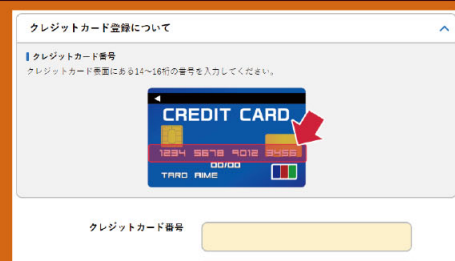 クレジットカード登録について
クレジットカード番号
クレジットカード表面にある14〜16桁の番号を入力してください。
CREDIT CARD
1234 5678 9012 3456
00/00
TARO AIME
クレジットカード番号